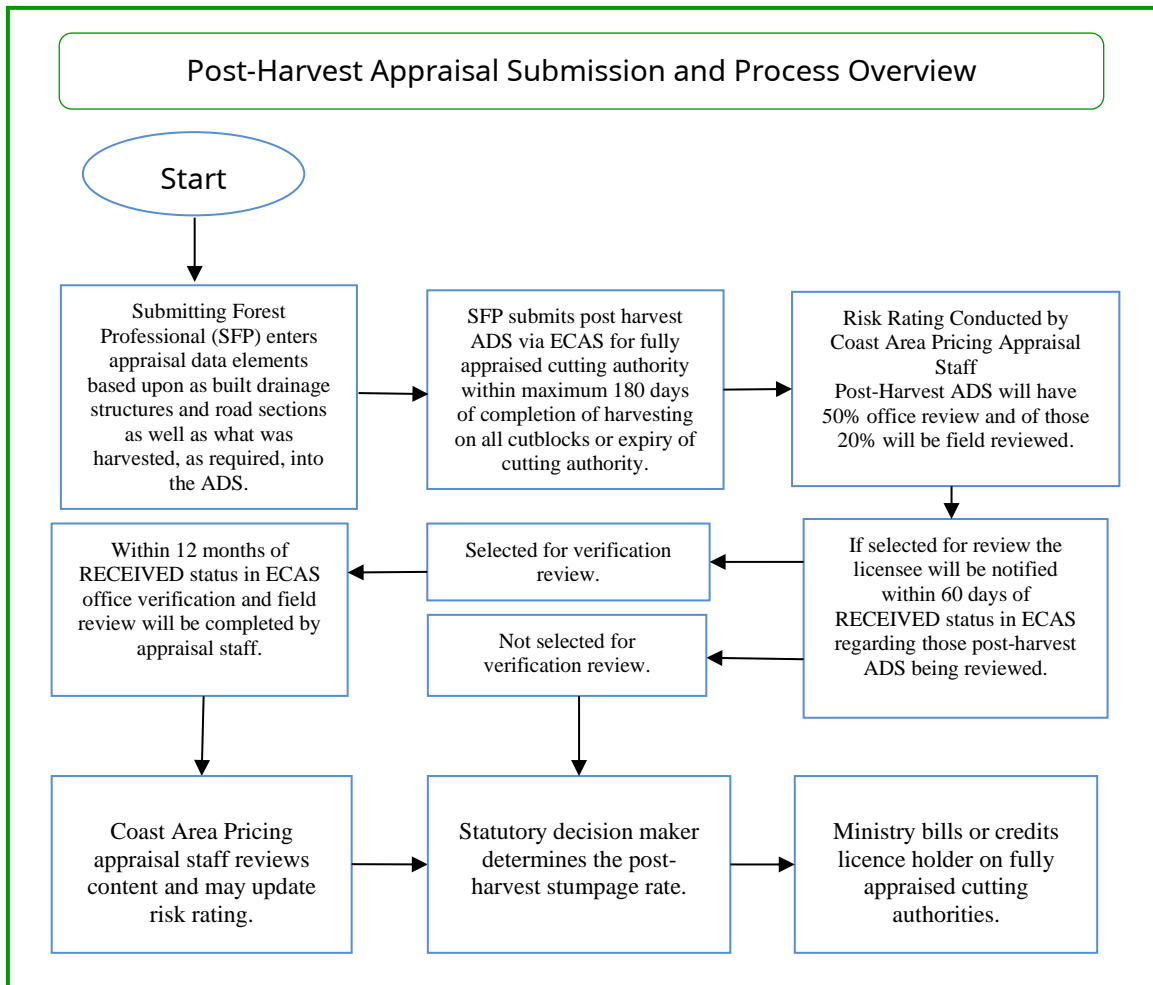 Post-Harvest Appraisal Submission and Process Overview
Start
Submitting Forest
Professional (SFP) enters
appraisal data elements
based upon as built drainage
structures and road sections
as well as what was
harvested, as required, into
the ADS.
SFP submits post harvest
ADS via ECAS for fully
appraised cutting authority
within maximum 180 days
of completion of harvesting
on all cutblocks or expiry of
cutting authority.
Risk Rating Conducted by
Coast Area Pricing Appraisal
Staff
Post-Harvest ADS will have
50% office review and of those
20% will be field reviewed.
If selected for review the
licensee will be notified
within 60 days of
RECEIVED status in ECAS
regarding those post-harvest
ADS being reviewed.
Selected for verification
review.
Not selected for
verification review.
Within 12 months of
RECEIVED status in ECAS
office verification and field
review will be completed by
appraisal staff.
Coast Area Pricing
appraisal staff reviews
content and may update
risk rating.
Statutory decision maker
determines the post-
harvest stumpage rate.
Ministry bills or credits
licence holder on fully
appraised cutting
authorities.